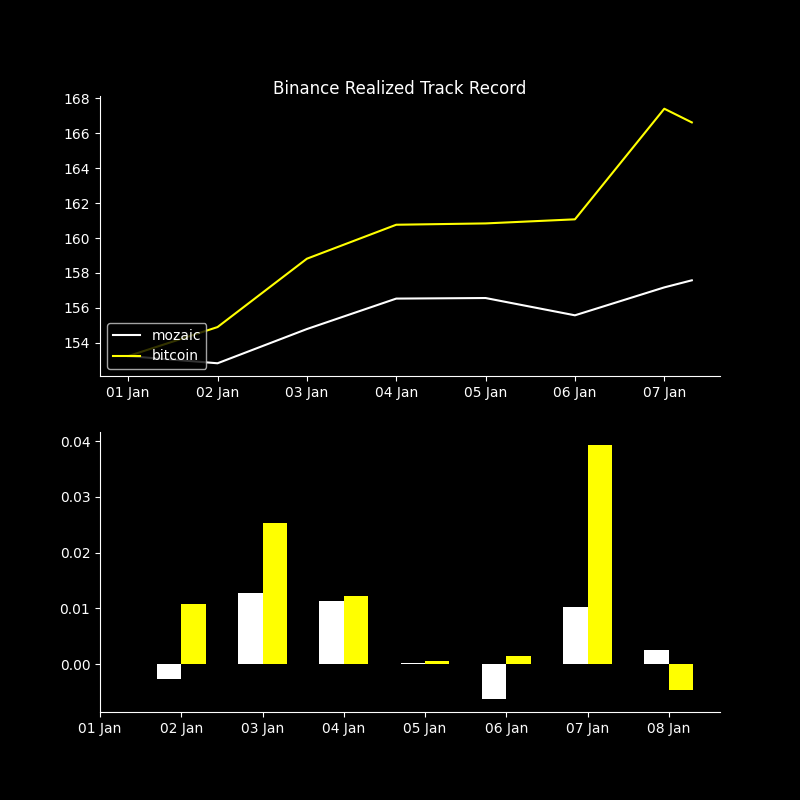 Binance Realized Track Record
168
166
164
162
160
158
156
154
mozaic
bitcoin
01 Jan 02 Jan 03 Jan 04 Jan 05 Jan 06 Jan 07 Jan
0.04
0.03
0.02
0.01
0.00
01 Jan 02 Jan 03 Jan 04 Jan 05 Jan 06 Jan 07 Jan 08 Jan